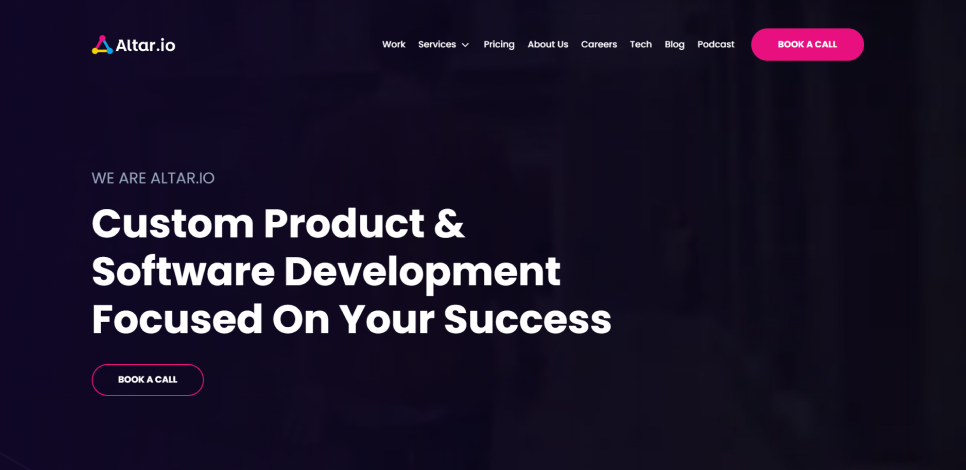 Altar.io
Work Services Pricing About Us Careers Tech Blog Podcast BOOK A CALL
WE ARE ALTAR.IO
Custom Product &
Software Development
Focused On Your Success
BOOK A CALL